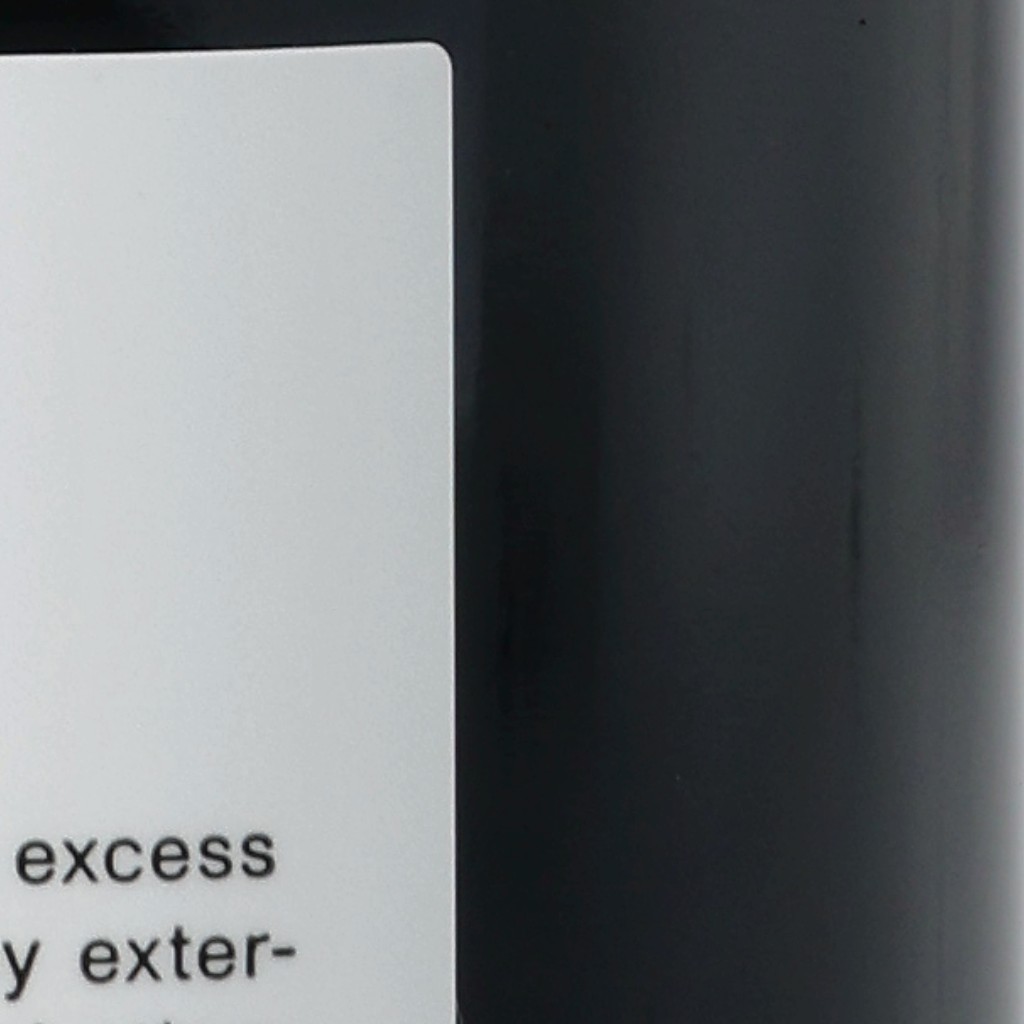 excess
y exter-